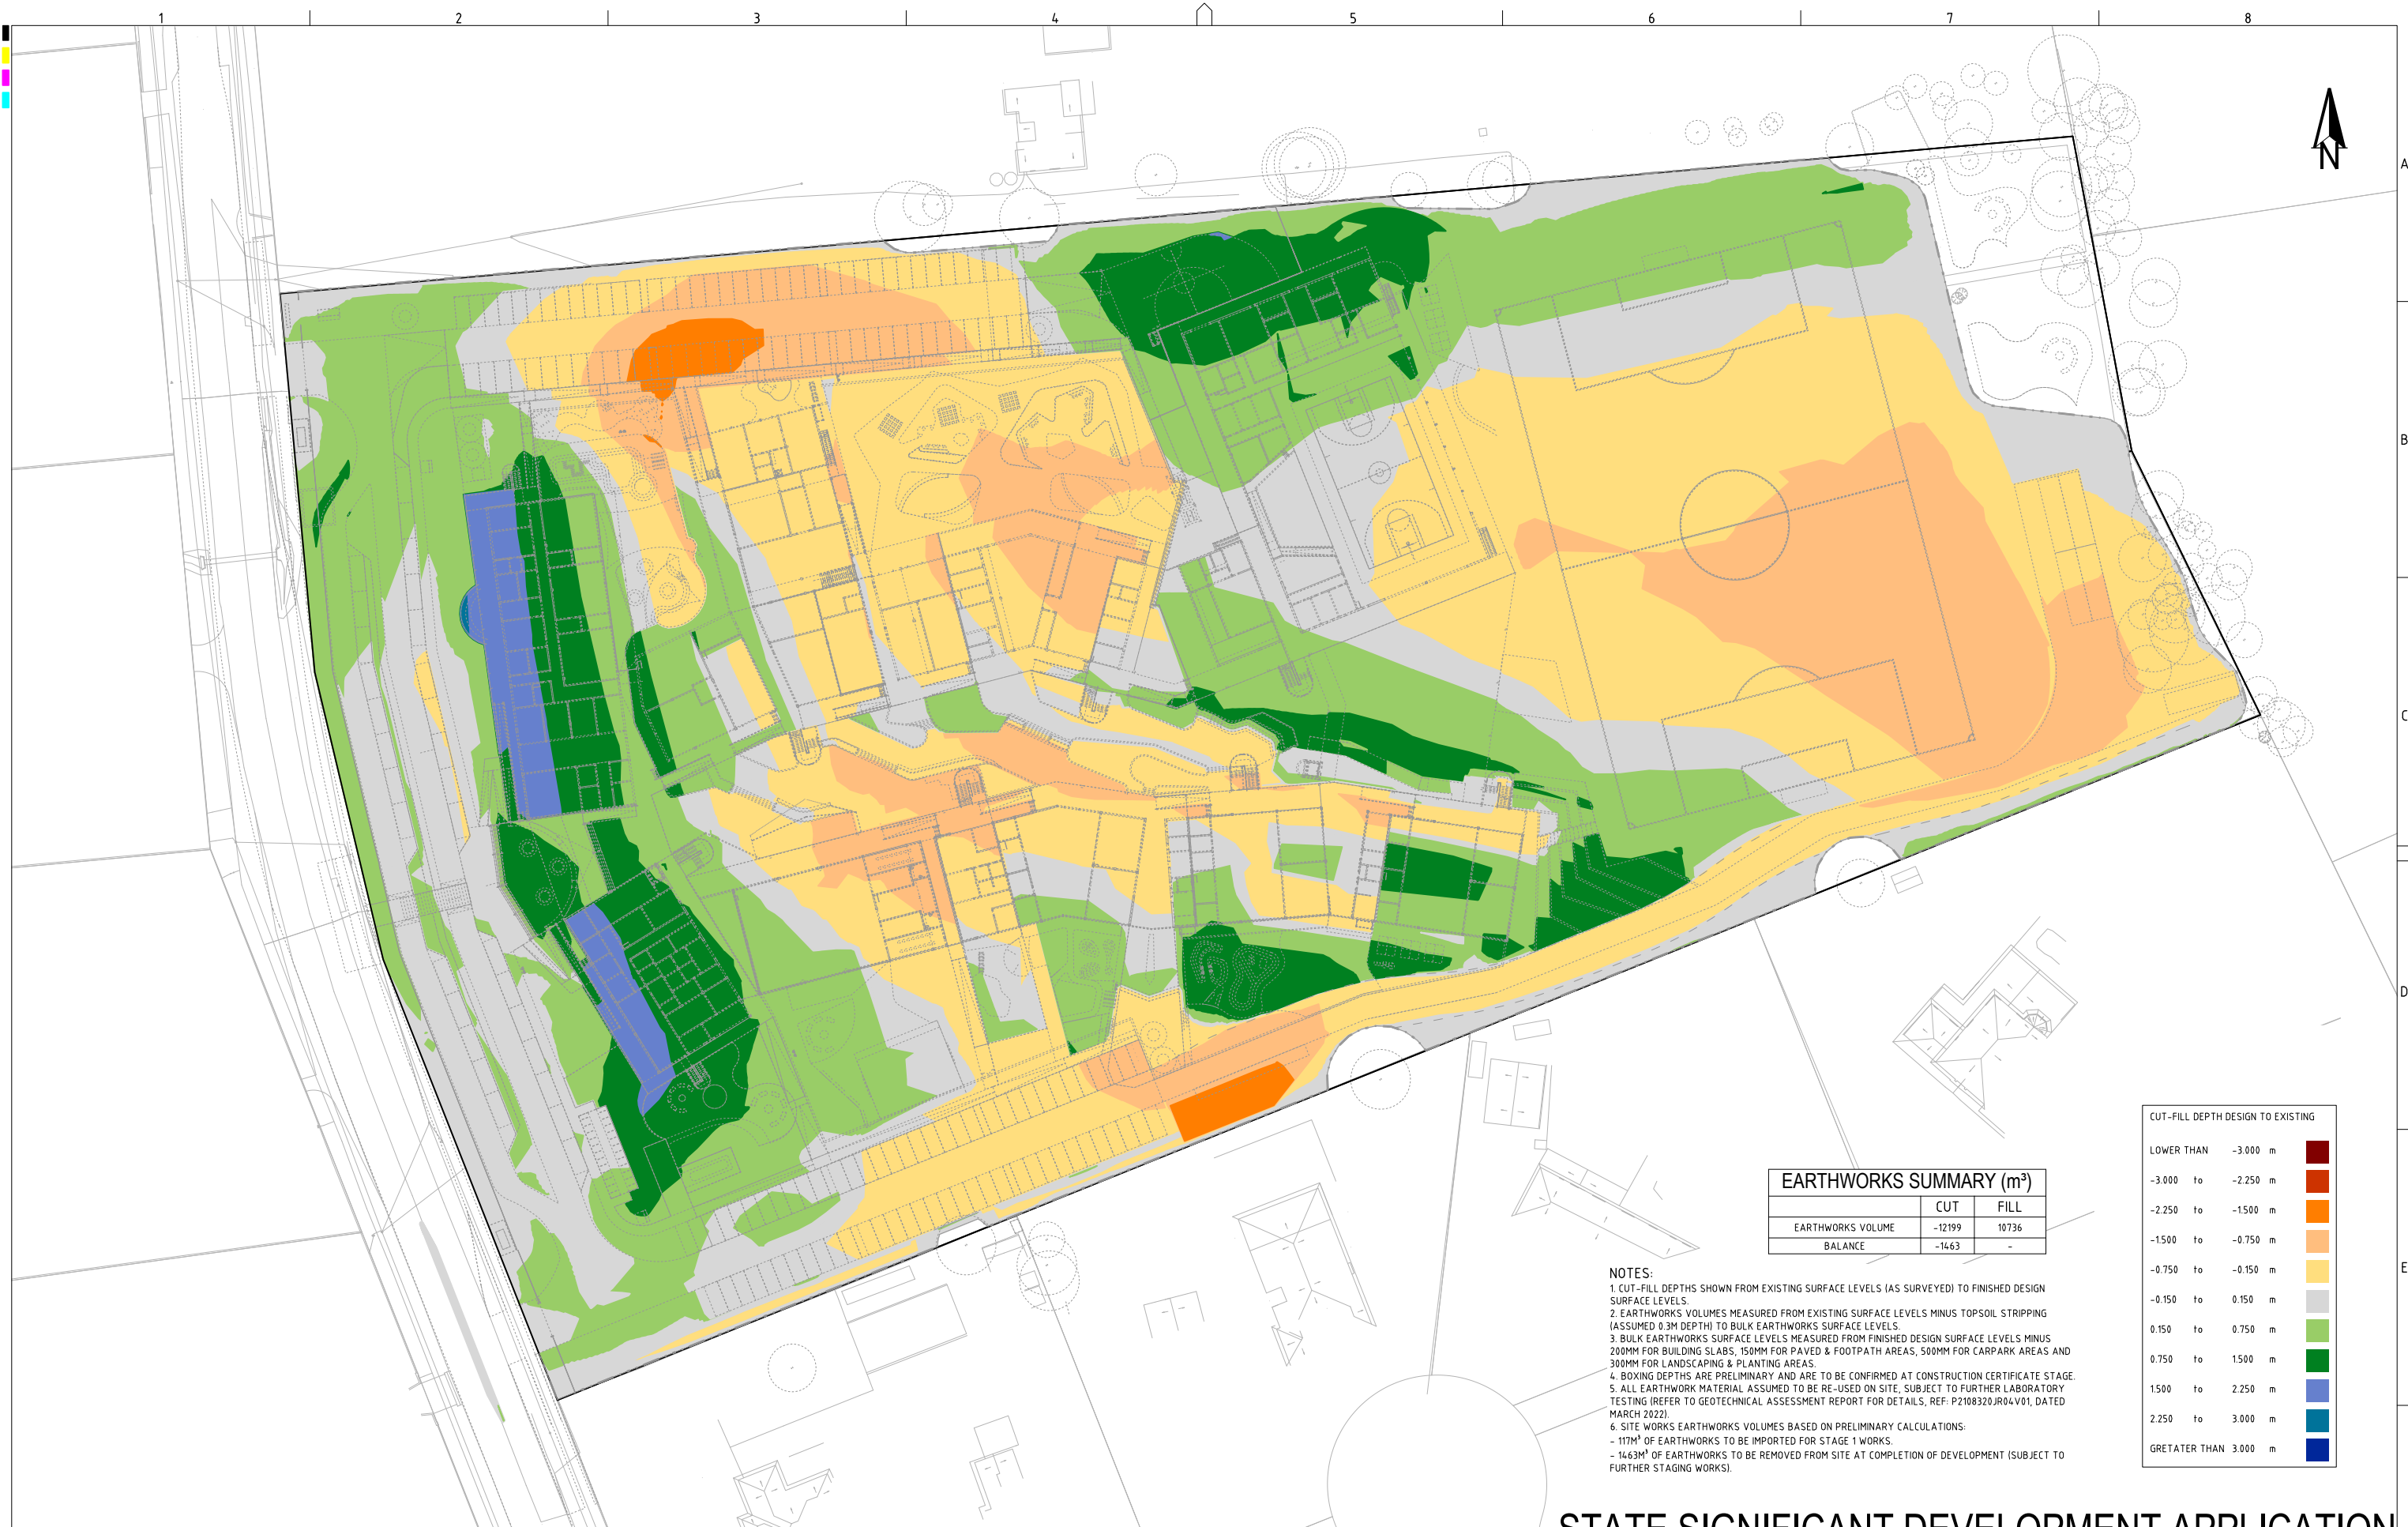 1 2 3 4 5 6 7 8
A
B
C
D
E
N
CUT-FILL DEPTH DESIGN TO EXISTING
LOWER THAN -3.000 m
-3.000 to -2.250 m
-2.250 to -1.500 m
-1.500 to -0.750 m
-0.750 to -0.150 m
-0.150 to 0.150 m
0.150 to 0.750 m
0.750 to 1.500 m
1.500 to 2.250 m
2.250 to 3.000 m
GRETATER THAN 3.000 m
EARTHWORKS SUMMARY (m³)
CUT FILL
EARTHWORKS VOLUME -12199 10736
BALANCE -1463 -
NOTES:
1. CUT-FILL DEPTHS SHOWN FROM EXISTING SURFACE LEVELS (AS SURVEYED) TO FINISHED DESIGN
SURFACE LEVELS.
2. EARTHWORKS VOLUMES MEASURED FROM EXISTING SURFACE LEVELS MINUS TOPSOIL STRIPPING
(ASSUMED 0.3M DEPTH) TO BULK EARTHWORKS SURFACE LEVELS.
3. BULK EARTHWORKS SURFACE LEVELS MEASURED FROM FINISHED DESIGN SURFACE LEVELS MINUS
200MM FOR BUILDING SLABS, 150MM FOR PAVED & FOOTPATH AREAS, 500MM FOR CARPARK AREAS AND
300MM FOR LANDSCAPING & PLANTING AREAS.
4. BOXING DEPTHS ARE PRELIMINARY AND ARE TO BE CONFIRMED AT CONSTRUCTION CERTIFICATE STAGE.
5. ALL EARTHWORK MATERIAL ASSUMED TO BE RE-USED ON SITE, SUBJECT TO FURTHER LABORATORY
TESTING (REFER TO GEOTECHNICAL ASSESSMENT REPORT FOR DETAILS, REF: P2108320JR04V01, DATED
MARCH 2022).
6. SITE WORKS EARTHWORKS VOLUMES BASED ON PRELIMINARY CALCULATIONS:
- 117M³ OF EARTHWORKS TO BE IMPORTED FOR STAGE 1 WORKS.
- 1463M³ OF EARTHWORKS TO BE REMOVED FROM SITE AT COMPLETION OF DEVELOPMENT (SUBJECT TO
FURTHER STAGING WORKS).
STATE SIGNIFICANT DEVELOPMENT APPLICATION